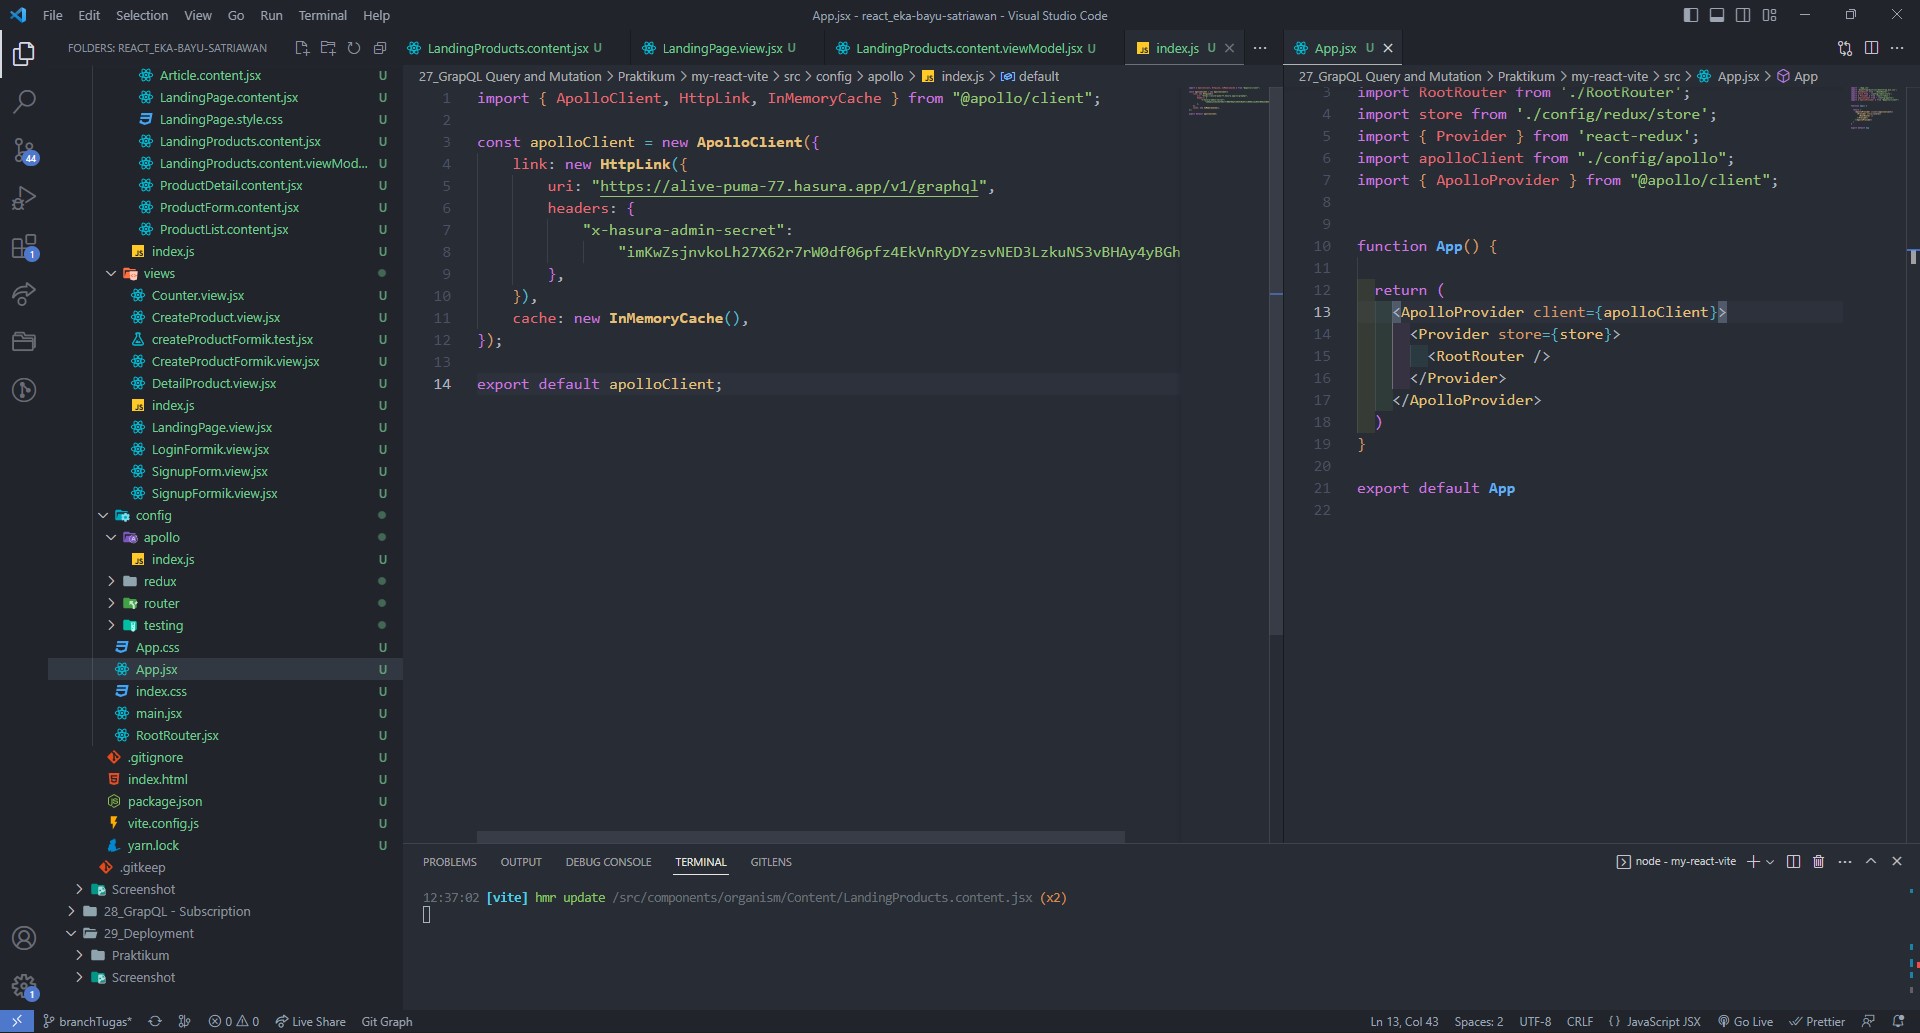 File Edit Selection View Go Run Terminal Help
App.jsx - react_eka-bayu-satriawan - Visual Studio Code
FOLDERS: REACT_EKA-BAYU-SATRIAWAN
Article.content.jsx U
LandingPage.content.jsx U
LandingPage.style.css U
LandingProducts.content.jsx U
LandingProducts.content.viewMod... U
ProductDetail.content.jsx U
ProductForm.content.jsx U
ProductList.content.jsx U
index.js U
views
Counter.view.jsx U
CreateProduct.view.jsx U
createProductFormik.test.jsx U
CreateProductFormik.view.jsx U
DetailProduct.view.jsx U
index.js U
LandingPage.view.jsx U
LoginFormik.view.jsx U
SignupForm.view.jsx U
SignupFormik.view.jsx U
config
apollo
index.js U
redux
router
testing
App.css U
App.jsx U
index.css U
main.jsx U
RootRouter.jsx U
.gitignore U
index.html U
package.json U
vite.config.js U
yarn.lock U
.gitkeep
Screenshot
28_GrapQL - Subscription
29_Deployment
Praktikum
Screenshot
44
1
1
LandingProducts.content.jsx U LandingPage.view.jsx U LandingProducts.content.viewModel.jsx U index.js U
27_GrapQL Query and Mutation > Praktikum > my-react-vite > src > config > apollo > index.js > default
1 import { ApolloClient, HttpLink, InMemoryCache } from "@apollo/client";
2
3 const apolloClient = new ApolloClient({
4 link: new HttpLink({
5 uri: "https://alive-puma-77.hasura.app/v1/graphql",
6 headers: {
7 "x-hasura-admin-secret":
8 "imKwZsjnvkoLh27X62r7rW0df06pfz4EkVnRyDYzsvNED3LzkuNS3vBHAy4yBGh
9 },
10 }),
11 cache: new InMemoryCache(),
12 });
13
14 export default apolloClient;
App.jsx U
27_GrapQL Query and Mutation > Praktikum > my-react-vite > src > App.jsx > App
3 import RootRouter from './RootRouter';
4 import store from './config/redux/store';
5 import { Provider } from 'react-redux';
6 import apolloClient from "./config/apollo";
7 import { ApolloProvider } from "@apollo/client";
8
9
10 function App() {
11
12 return (
13 <ApolloProvider client={apolloClient}>
14 <Provider store={store}>
15 <RootRouter />
16 </Provider>
17 </ApolloProvider>
18 )
19 }
20
21 export default App
22
PROBLEMS OUTPUT DEBUG CONSOLE TERMINAL GITLENS
node - my-react-vite
12:37:02 [vite] hmr update /src/components/organism/Content/LandingProducts.content.jsx (x2)
branchTugas* 0 0 Live Share Git Graph
Ln 13, Col 43 Spaces: 2 UTF-8 CRLF {} JavaScript JSX Go Live Prettier